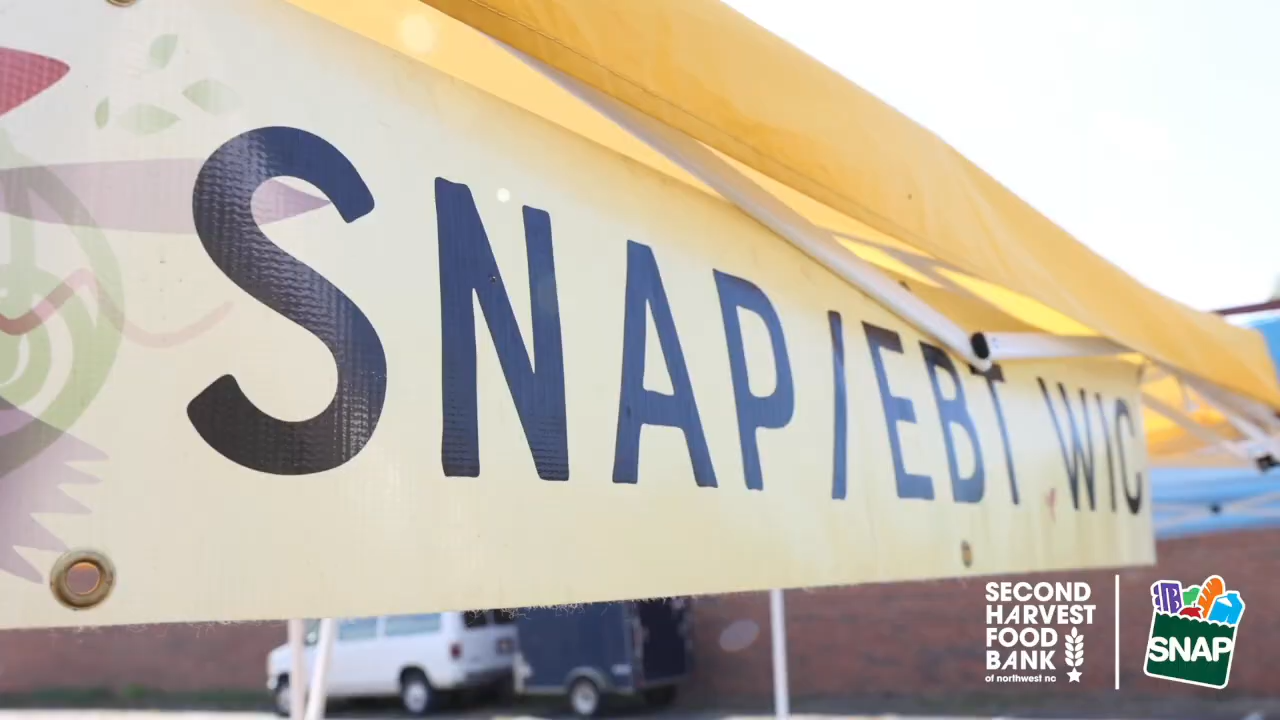 SNAP/EBT WIC
SECOND
HARVEST
FOOD
BANK
of northwest nc
SNAP